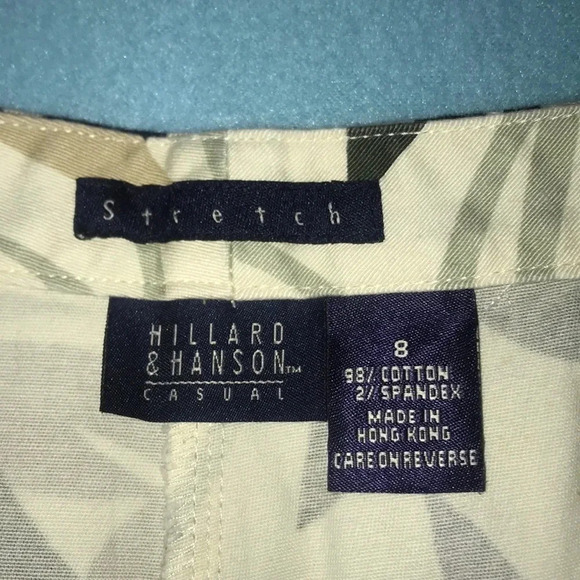 Stretch
HILLARD
& HANSON™
CASUAL
8
98% COTTON
2% SPANDEX
MADE IN
HONG KONG
CARE ON REVERSE